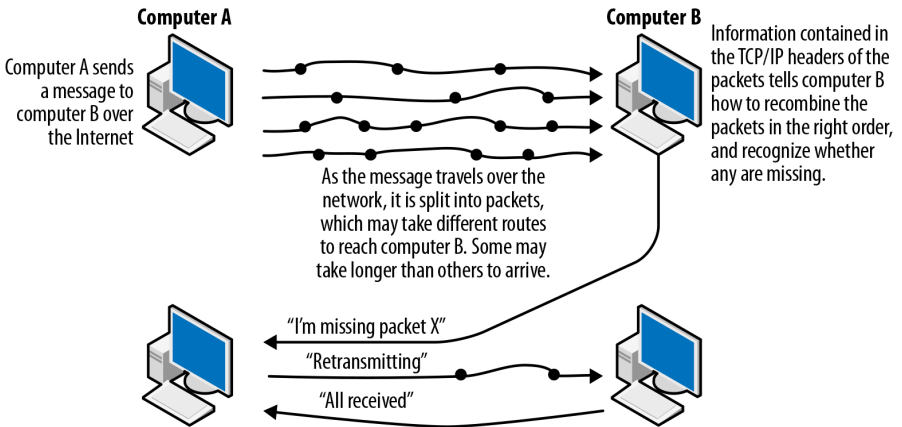 Computer A
Computer B
Computer A sends
a message to
computer B over
the Internet
Information contained in
the TCP/IP headers of the
packets tells computer B
how to recombine the
packets in the right order,
and recognize whether
any are missing.
As the message travels over the
network, it is split into packets,
which may take different routes
to reach computer B. Some may
take longer than others to arrive.
“I’m missing packet X”
“Retransmitting”
“All received”